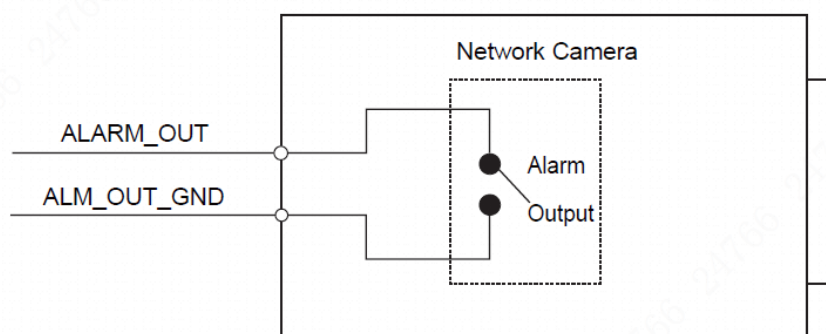 Network Camera
ALARM_OUT
Alarm
ALM_OUT_GND
Output